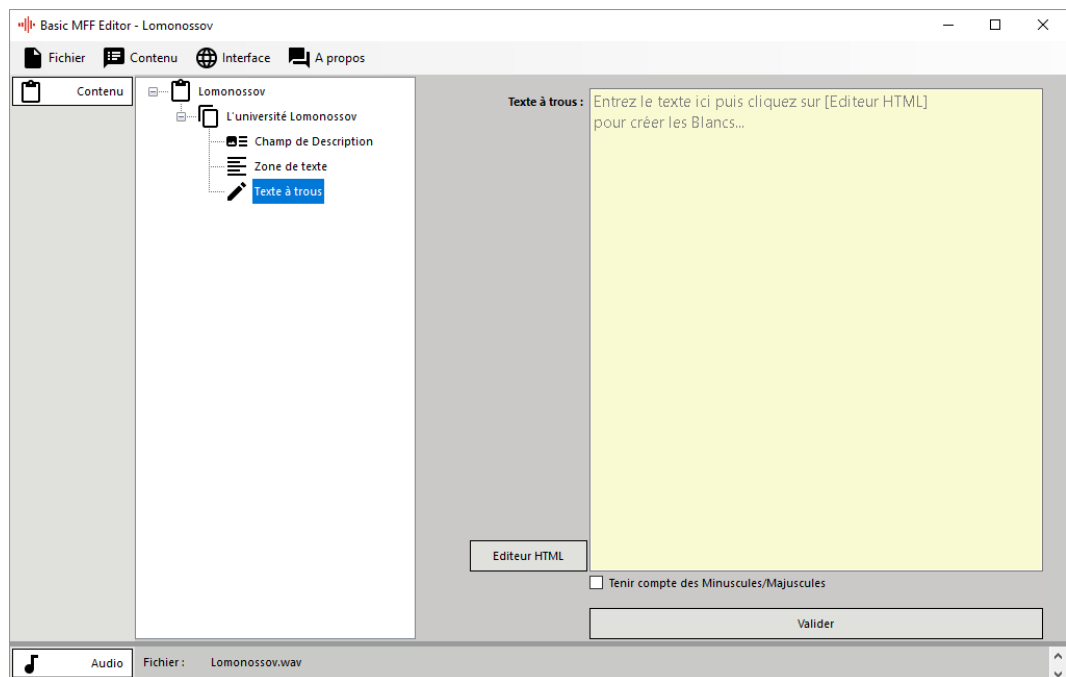 Basic MFF Editor - Lomonossov
Fichier Contenu Interface A propos
Contenu
Lomonossov
L'université Lomonossov
Champ de Description
Zone de texte
Texte à trous
Texte à trous :
Entrez le texte ici puis cliquez sur [Editeur HTML]
pour créer les Blancs...
Editeur HTML
Tenir compte des Minuscules/Majuscules
Valider
Audio
Fichier : Lomonossov.wav